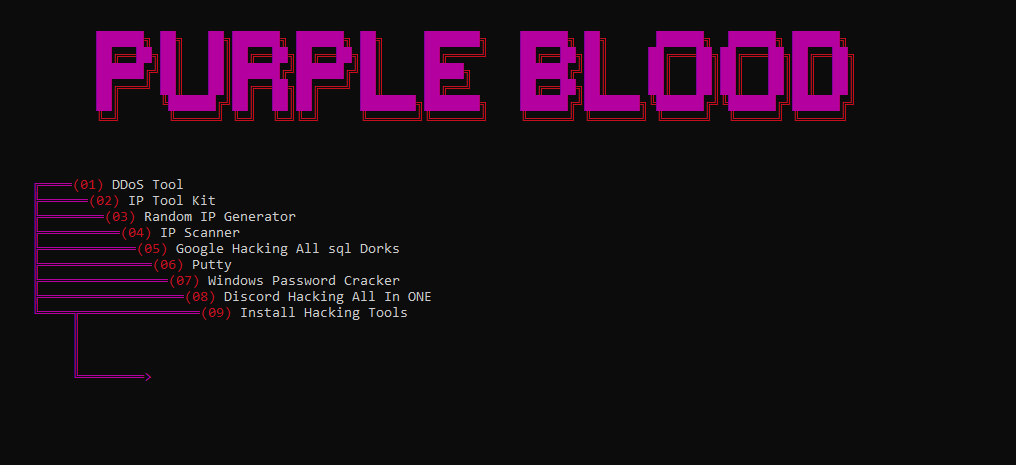 PURPLE BLOOD
(01) DDoS Tool
(02) IP Tool Kit
(03) Random IP Generator
(04) IP Scanner
(05) Google Hacking All sql Dorks
(06) Putty
(07) Windows Password Cracker
(08) Discord Hacking All In ONE
(09) Install Hacking Tools
>